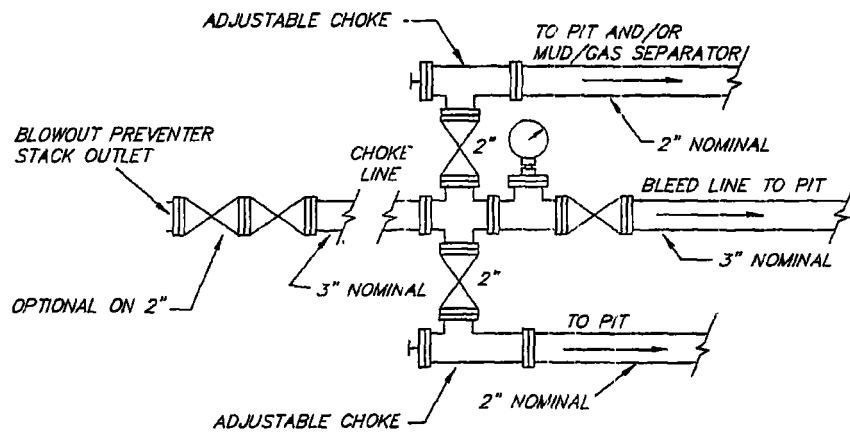 ADJUSTABLE CHOKE
TO PIT AND/OR
MUD/GAS SEPARATOR
BLOWOUT PREVENTER
STACK OUTLET
2"
2" NOMINAL
CHOKE
LINE
BLEED LINE TO PIT
OPTIONAL ON 2"
3" NOMINAL
2"
3" NOMINAL
TO PIT
ADJUSTABLE CHOKE
2" NOMINAL